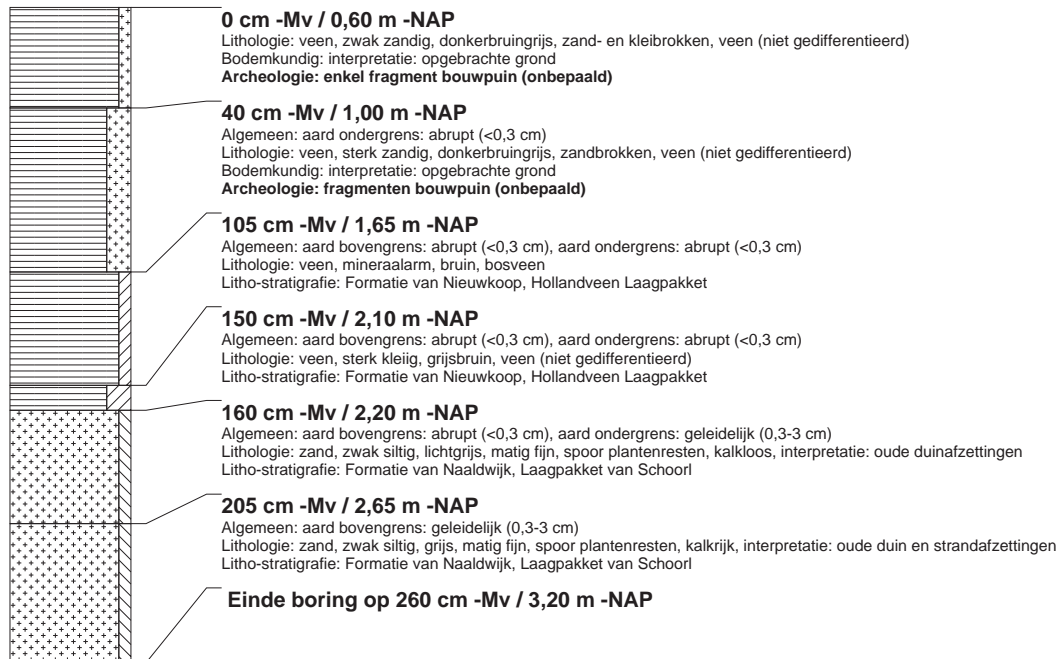 0 cm -Mv / 0,60 m -NAP
Lithologie: veen, zwak zandig, donkerbruingrijs, zand- en kleibrokken, veen (niet gedifferentieerd)
Bodemkundig: interpretatie: opgebrachte grond
Archeologie: enkel fragment bouwpuin (onbepaald)
40 cm -Mv / 1,00 m -NAP
Algemeen: aard ondergrens: abrupt (<0,3 cm)
Lithologie: veen, sterk zandig, donkerbruingrijs, zandbrokken, veen (niet gedifferentieerd)
Bodemkundig: interpretatie: opgebrachte grond
Archeologie: fragmenten bouwpuin (onbepaald)
105 cm -Mv / 1,65 m -NAP
Algemeen: aard bovengrens: abrupt (<0,3 cm), aard ondergrens: abrupt (<0,3 cm)
Lithologie: veen, mineraalarm, bruin, bosveen
Litho-stratigrafie: Formatie van Nieuwkoop, Hollandveen Laagpakket
150 cm -Mv / 2,10 m -NAP
Algemeen: aard bovengrens: abrupt (<0,3 cm), aard ondergrens: abrupt (<0,3 cm)
Lithologie: veen, sterk kleiig, grijsbruin, veen (niet gedifferentieerd)
Litho-stratigrafie: Formatie van Nieuwkoop, Hollandveen Laagpakket
160 cm -Mv / 2,20 m -NAP
Algemeen: aard bovengrens: abrupt (<0,3 cm), aard ondergrens: geleidelijk (0,3-3 cm)
Lithologie: zand, zwak siltig, lichtgrijs, matig fijn, spoor plantenresten, kalkloos, interpretatie: oude duinafzettingen
Litho-stratigrafie: Formatie van Naaldwijk, Laagpakket van Schoorl
205 cm -Mv / 2,65 m -NAP
Algemeen: aard bovengrens: geleidelijk (0,3-3 cm)
Lithologie: zand, zwak siltig, grijs, matig fijn, spoor plantenresten, kalkrijk, interpretatie: oude duin en strandafzettingen
Litho-stratigrafie: Formatie van Naaldwijk, Laagpakket van Schoorl
Einde boring op 260 cm -Mv / 3,20 m -NAP